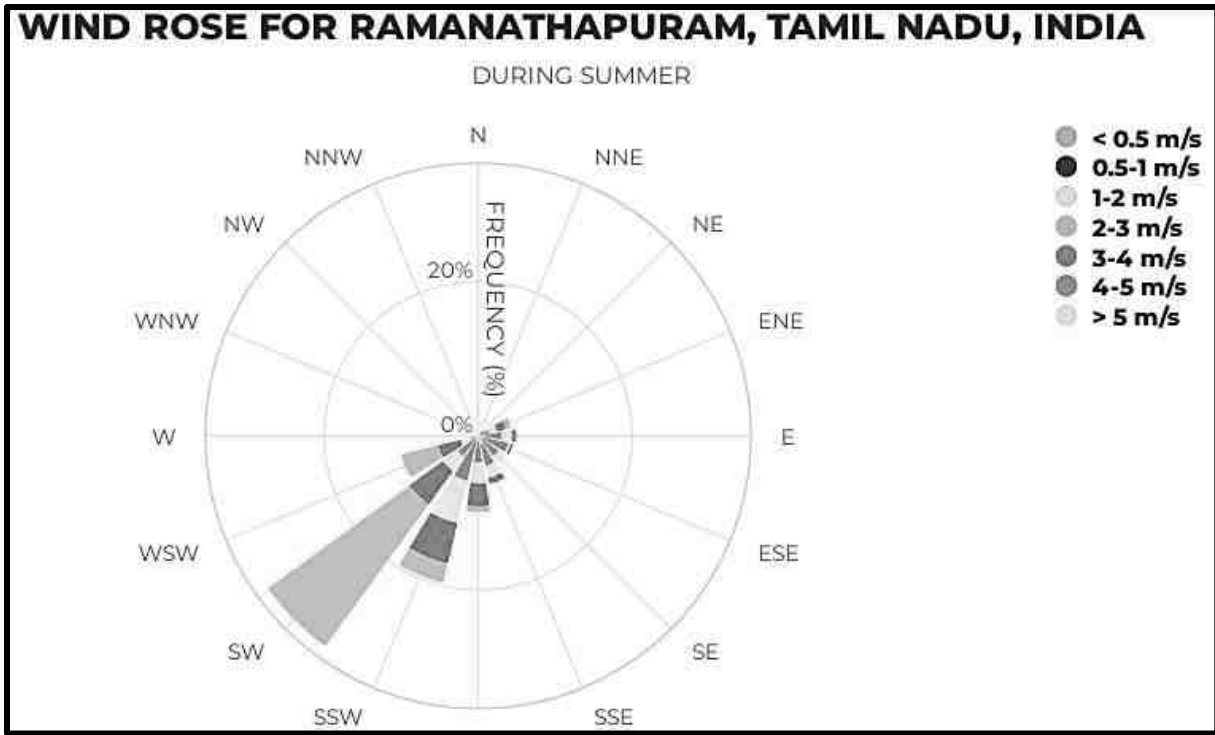 WIND ROSE FOR RAMANATHAPURAM, TAMIL NADU, INDIA
DURING SUMMER
N
NNW
NNE
NW
NE
WNW
ENE
W
E
WSW
ESE
SW
SE
SSW
SSE
FREQUENCY (%)
20%
0%
< 0.5 m/s
0.5-1 m/s
1-2 m/s
2-3 m/s
3-4 m/s
4-5 m/s
> 5 m/s